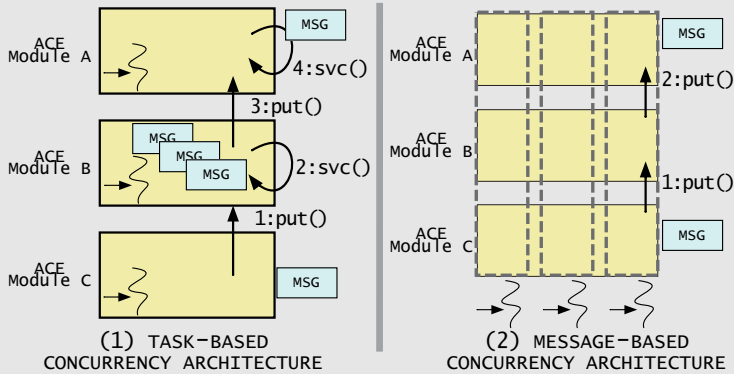 ACE
Module A
MSG
4:svc()
3:put()
ACE
Module B
MSG
MSG
MSG
2:svc()
1:put()
ACE
Module C
MSG
(1) TASK-BASED
CONCURRENCY ARCHITECTURE
ACE
Module A
MSG
2:put()
ACE
Module B
1:put()
ACE
Module C
MSG
(2) MESSAGE-BASED
CONCURRENCY ARCHITECTURE